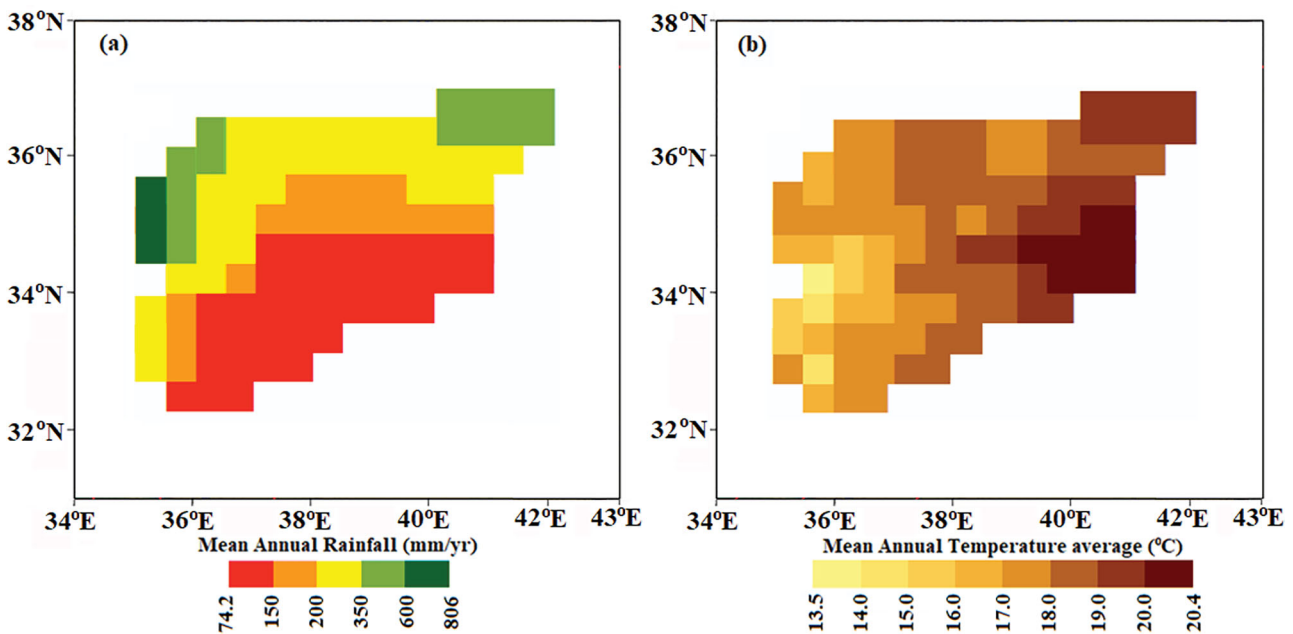 38°N
(a)
36°N
34°N
32°N
34°E 36°E 38°E 40°E 42°E 43°E
Mean Annual Rainfall (mm/yr)
74.2 150 200 350 600 806
38°N
(b)
36°N
34°N
32°N
34°E 36°E 38°E 40°E 42°E 43°E
Mean Annual Temperature average (°C)
13.5 14.0 15.0 16.0 17.0 18.0 19.0 20.0 20.4